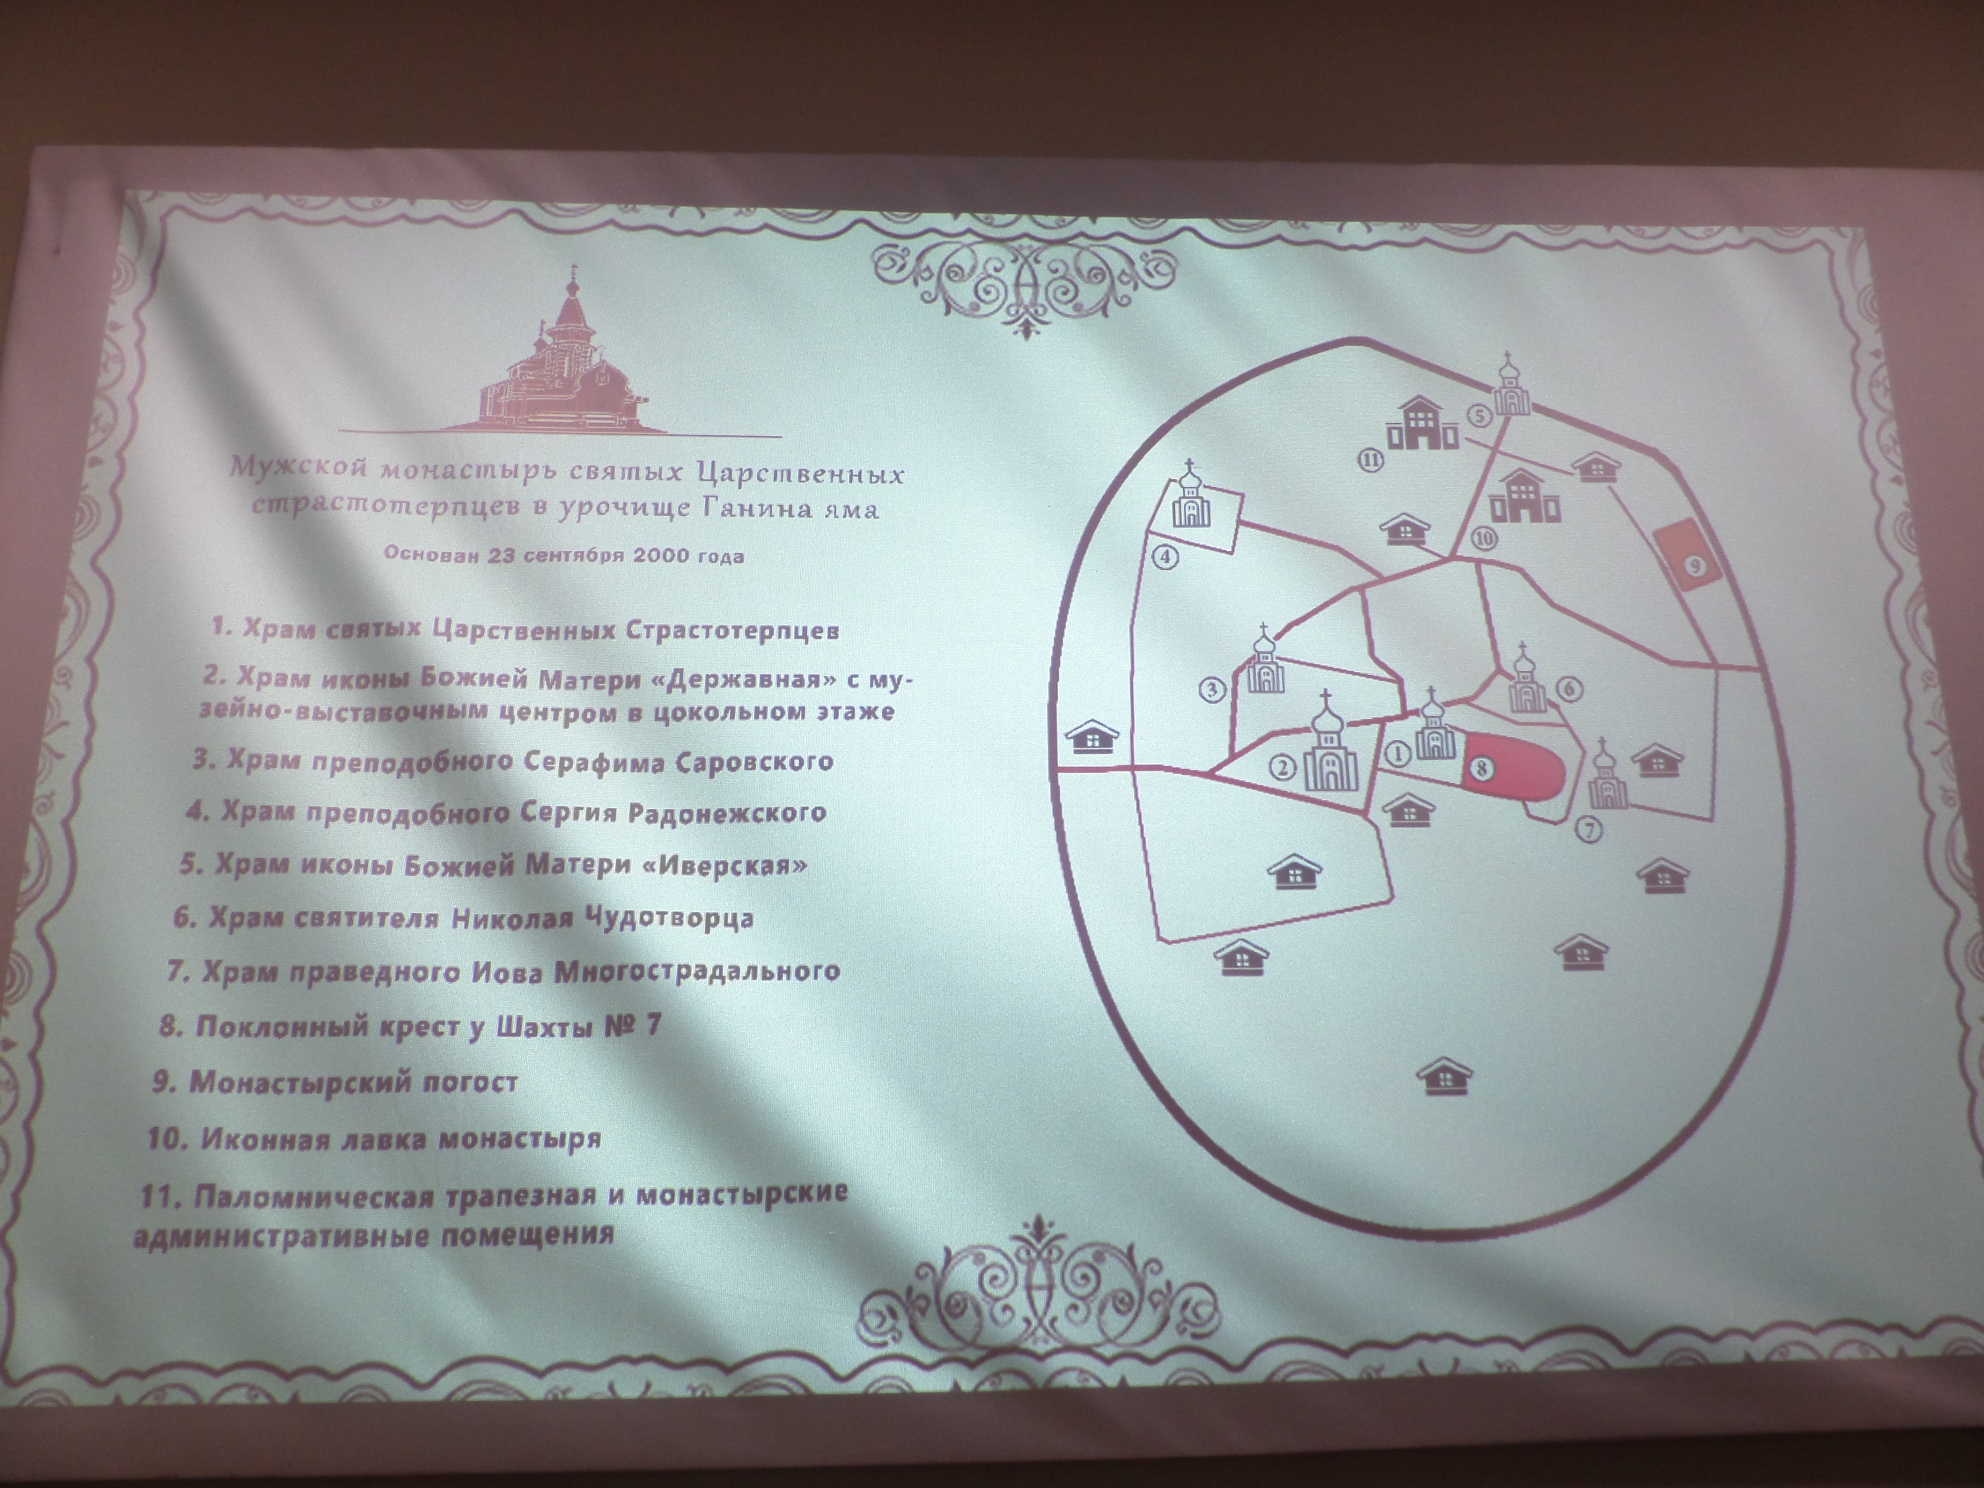 Мужской монастырь святых Царственных
страстотерпцев в урочище Ганина яма
Основан 23 сентября 2000 года
1. Храм святых Царственных Страстотерпцев
2. Храм иконы Божией Матери «Державная» с му-
зейно-выставочным центром в цокольном этаже
3. Храм преподобного Серафима Саровского
4. Храм преподобного Сергия Радонежского
5. Храм иконы Божией Матери «Иверская»
6. Храм святителя Николая Чудотворца
7. Храм праведного Иова Многострадального
8. Поклонный крест у Шахты № 7
9. Монастырский погост
10. Иконная лавка монастыря
11. Паломническая трапезная и монастырские
административные помещения
5
11
10
4
9
3
6
1
2
8
7